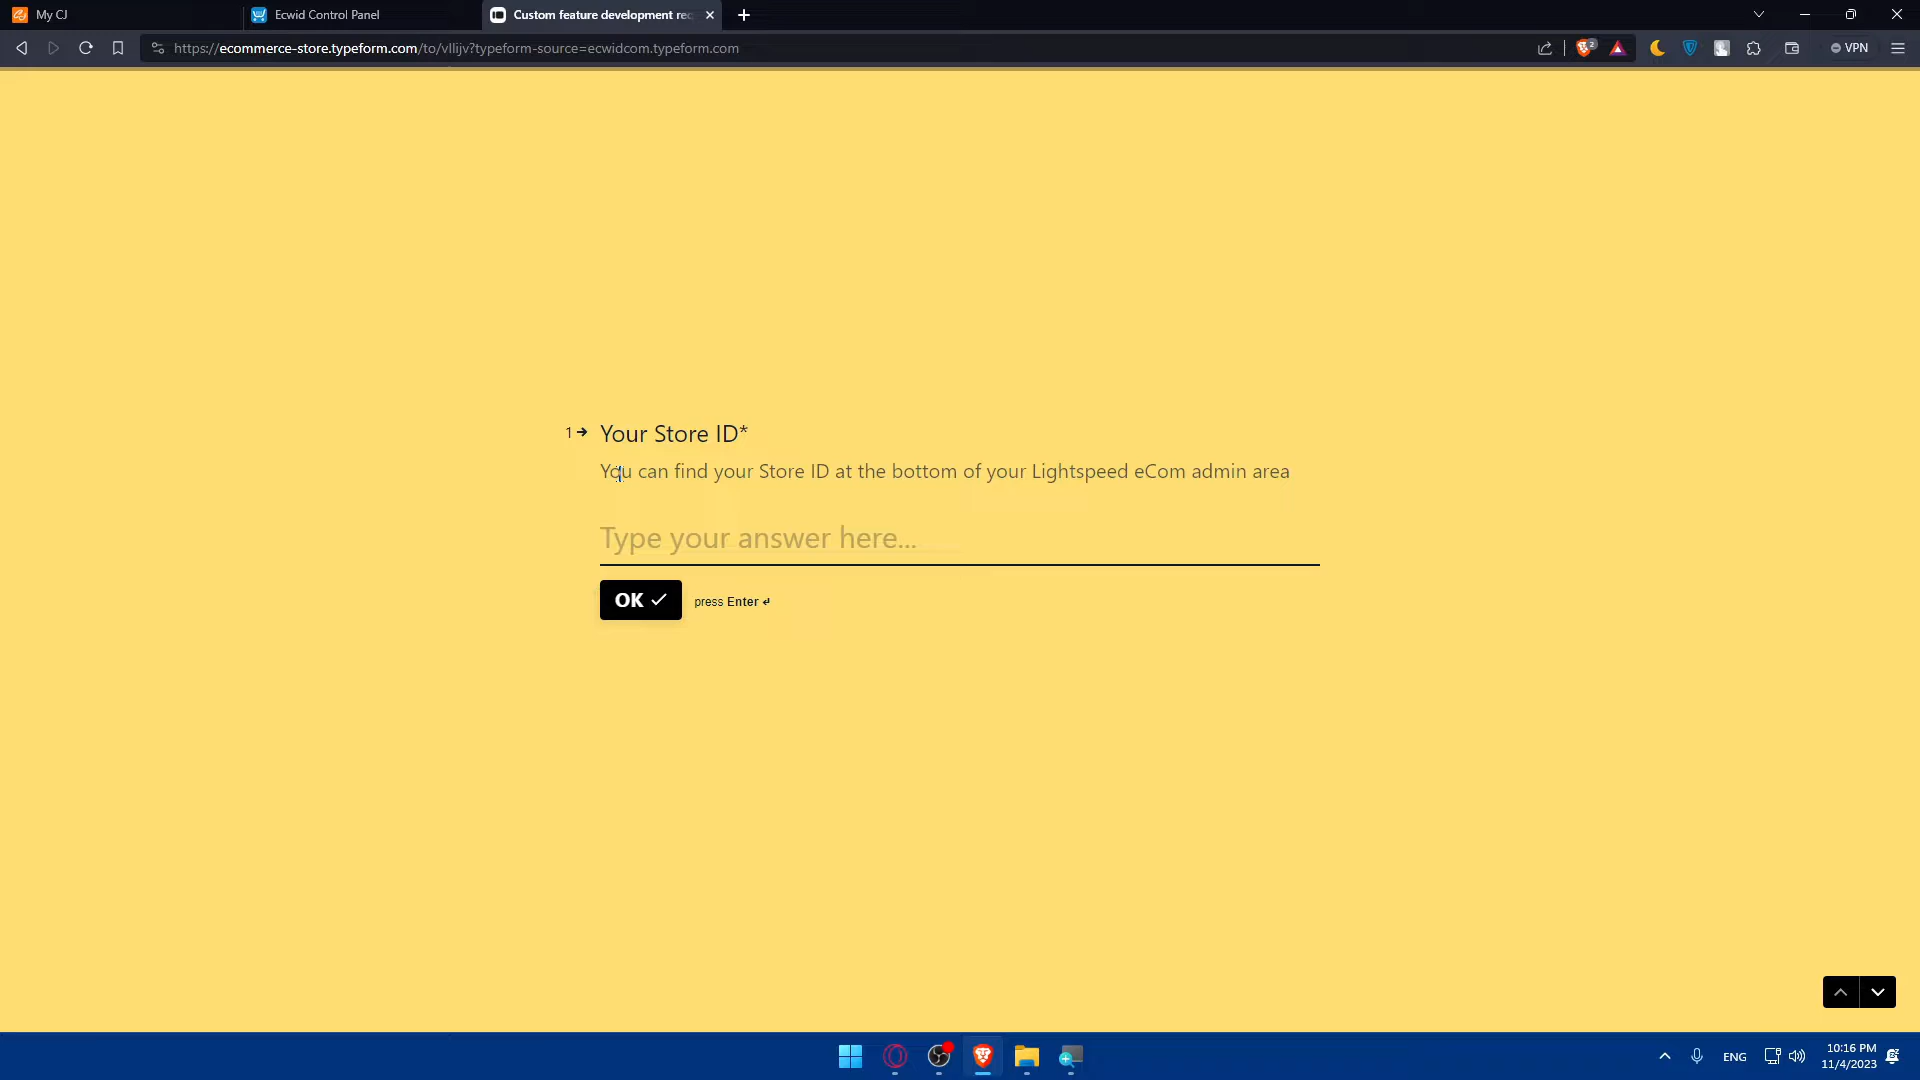 My CJ
Ecwid Control Panel
Custom feature development rec
https://ecommerce-store.typeform.com/to/vllijv?typeform-source=ecwidcom.typeform.com
2
VPN
1
Your Store ID*
You can find your Store ID at the bottom of your Lightspeed eCom admin area
Type your answer here...
OK
press Enter ↵
ENG
10:16 PM
11/4/2023